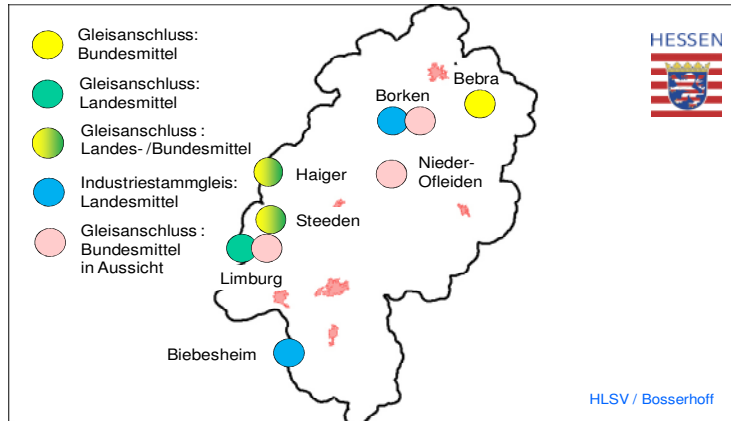 Gleisanschluss:
Bundesmittel
Gleisanschluss:
Landesmittel
Gleisanschluss :
Landes- /Bundesmittel
Industriestammgleis:
Landesmittel
Gleisanschluss :
Bundesmittel
in Aussicht
HESSEN
Bebra
Borken
Haiger
Nieder-
Ofleiden
Steeden
Limburg
Biebesheim
HLSV / Bosserhoff